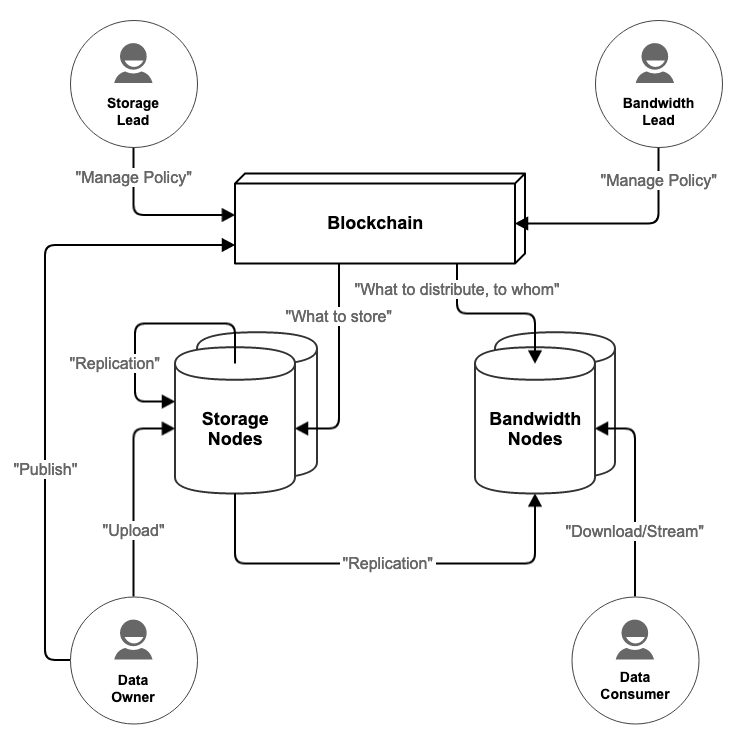 Storage
Lead
Bandwidth
Lead
"Manage Policy"
"Manage Policy"
Blockchain
"What to distribute, to whom"
"What to store"
"Replication"
Storage
Nodes
Bandwidth
Nodes
"Publish"
"Upload"
"Download/Stream"
"Replication"
Data
Owner
Data
Consumer